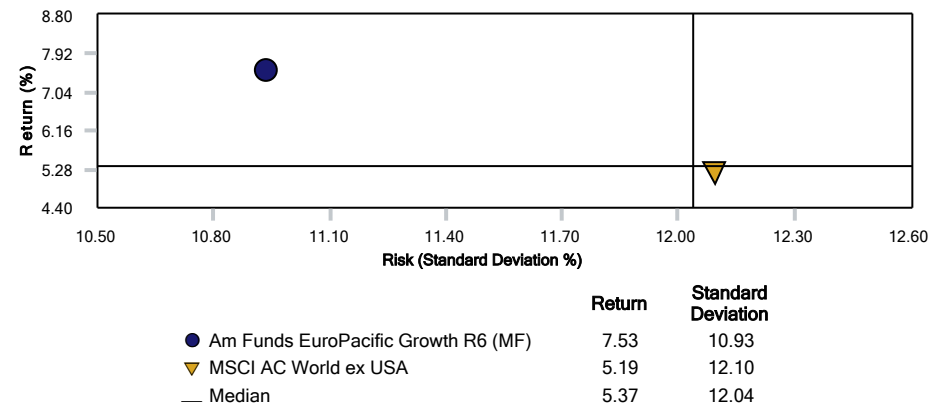 8.80
7.92
7.04
6.16
5.28
4.40
Return (%)
10.50 10.80 11.10 11.40 11.70 12.00 12.30 12.60
Risk (Standard Deviation %)
Return Standard Deviation
Am Funds EuroPacific Growth R6 (MF) 7.53 10.93
MSCI AC World ex USA 5.19 12.10
Median 5.37 12.04